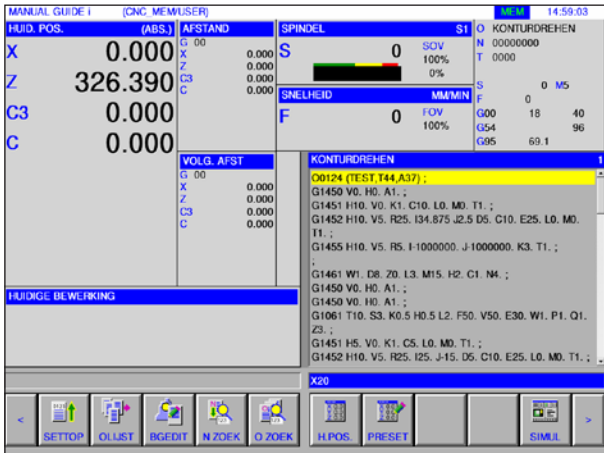 MANUAL GUIDE i (CNC_MEM/USER) MEM 14:59:03
HUID. POS. (ABS.)
X 0.000
Z 326.390
C3 0.000
C 0.000
AFSTAND
G 00
X 0.000
Z 0.000
C3 0.000
C 0.000
SPINDEL S1
S 0 SOV
100%
0%
SNELHEID MM/MIN
F 0 FOV
100%
O KONTURDREHEN
N 00000000
T 0000
S 0 M5
F 0
G00 18 40
G54 96
G95 69.1
VOLG. AFST
G 00
X 0.000
Z 0.000
C3 0.000
C 0.000
HUIDIGE BEWERKING
KONTURDREHEN 1
O0124 (TEST,T44,A37) ;
G1450 V0. H0. A1. ;
G1451 H10. V0. K1. C10. L0. M0. T1. ;
G1452 H10. V5. R25. I34.875 J2.5 D5. C10. E25. L0. M0.
T1. ;
G1455 H10. V5. R5. I-1000000. J-1000000. K3. T1. ;
;
G1461 W1. D8. Z0. L3. M15. H2. C1. N4. ;
G1450 V0. H0. A1. ;
G1450 V0. H0. A1. ;
G1061 T10. S3. K0.5 H0.5 L2. F50. V50. E30. W1. P1. Q1.
Z3. ;
G1451 H5. V0. K1. C5. L0. M0. T1. ;
G1452 H10. V5. R25. I25. J-15. D5. C10. E25. L0. M0. T1. ;
X20
< SETTOP OLIJST BGEDIT N ZOEK O ZOEK H.POS. PRESET SIMUL >